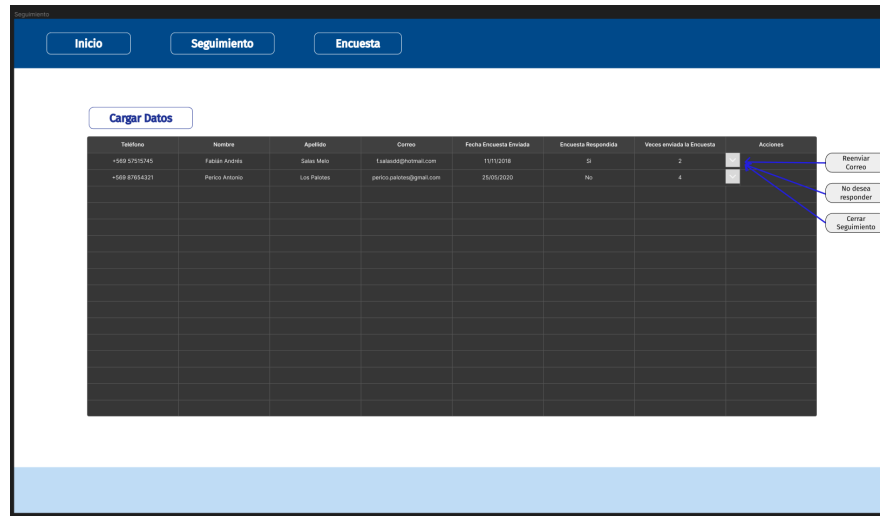 Seguimiento
Inicio Seguimiento Encuesta
Cargar Datos
Teléfono Nombre Apellido Correo Fecha Encuesta Enviada Encuesta Respondida Veces enviada la Encuesta Acciones
+569 57515745 Fabián Andrés Salas Melo f.salasdd@hotmail.com 11/11/2018 Si 2
+569 87654321 Perico Antonio Los Palotes perico.palotes@gmail.com 25/05/2020 No 4
Reenviar
Correo
No desea
responder
Cerrar
Seguimiento